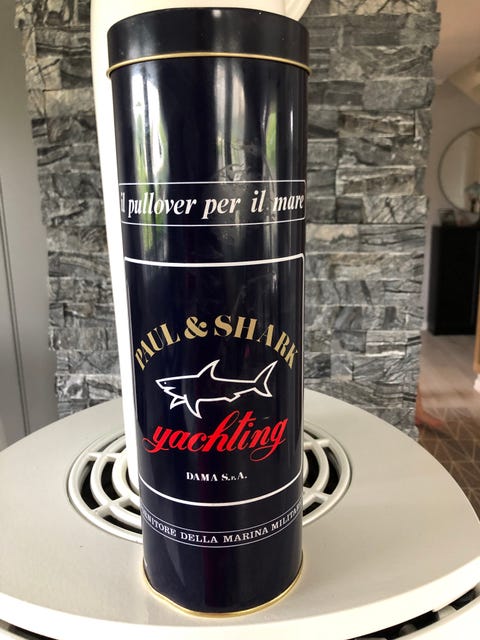 il pullover per il mare
PAUL & SHARK
yachting
DAMA S.r.A.
DELLA MARINA